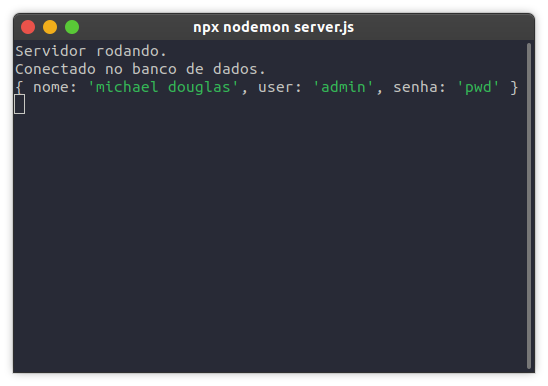 npx nodemon server.js
Servidor rodando.
Conectado no banco de dados.
{ nome: 'michael douglas', user: 'admin', senha: 'pwd' }